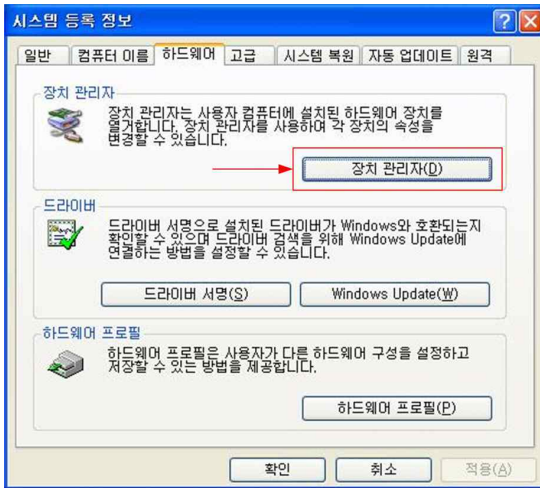 시스템 등록 정보
일반 컴퓨터 이름 하드웨어 고급 시스템 복원 자동 업데이트 원격
장치 관리자
장치 관리자는 사용자 컴퓨터에 설치된 하드웨어 장치를
열거합니다. 장치 관리자를 사용하여 각 장치의 속성을
변경할 수 있습니다.
장치 관리자(D)
드라이버
드라이버 서명으로 설치된 드라이버가 Windows와 호환되는지
확인할 수 있으며 드라이버 검색을 위해 Windows Update에
연결하는 방법을 설정할 수 있습니다.
드라이버 서명(S) Windows Update(W)
하드웨어 프로필
하드웨어 프로필은 사용자가 다른 하드웨어 구성을 설정하고
저장할 수 있는 방법을 제공합니다.
하드웨어 프로필(P)
확인 취소 적용(A)